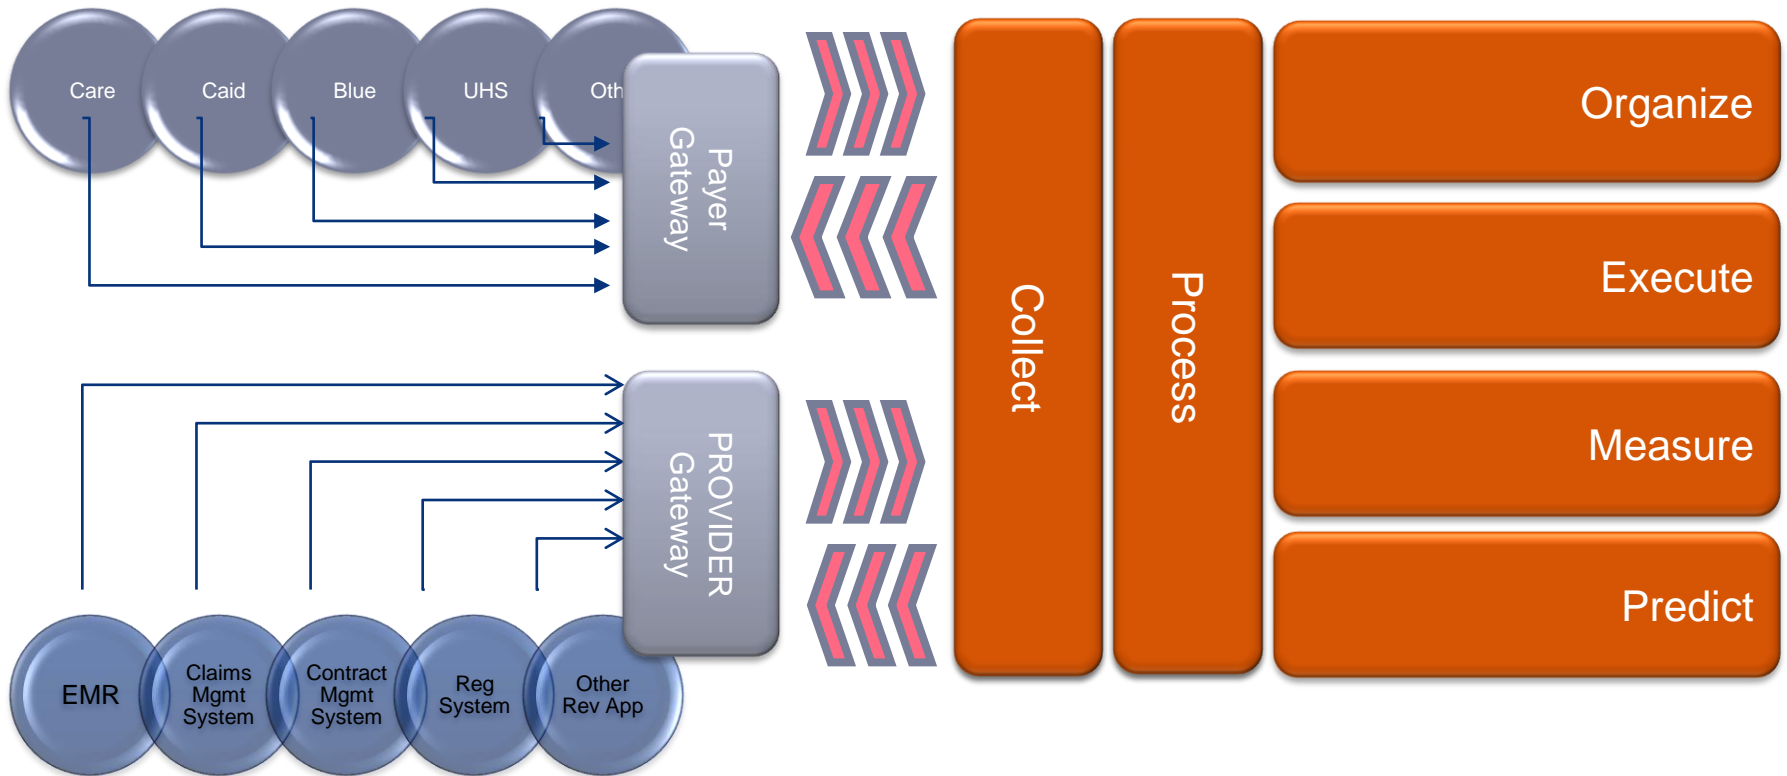 Care
Caid
Blue
UHS
Oth
Payer
Gateway
PROVIDER
Gateway
EMR
Claims
Mgmt
System
Contract
Mgmt
System
Reg
System
Other
Rev App
Collect
Process
Organize
Execute
Measure
Predict